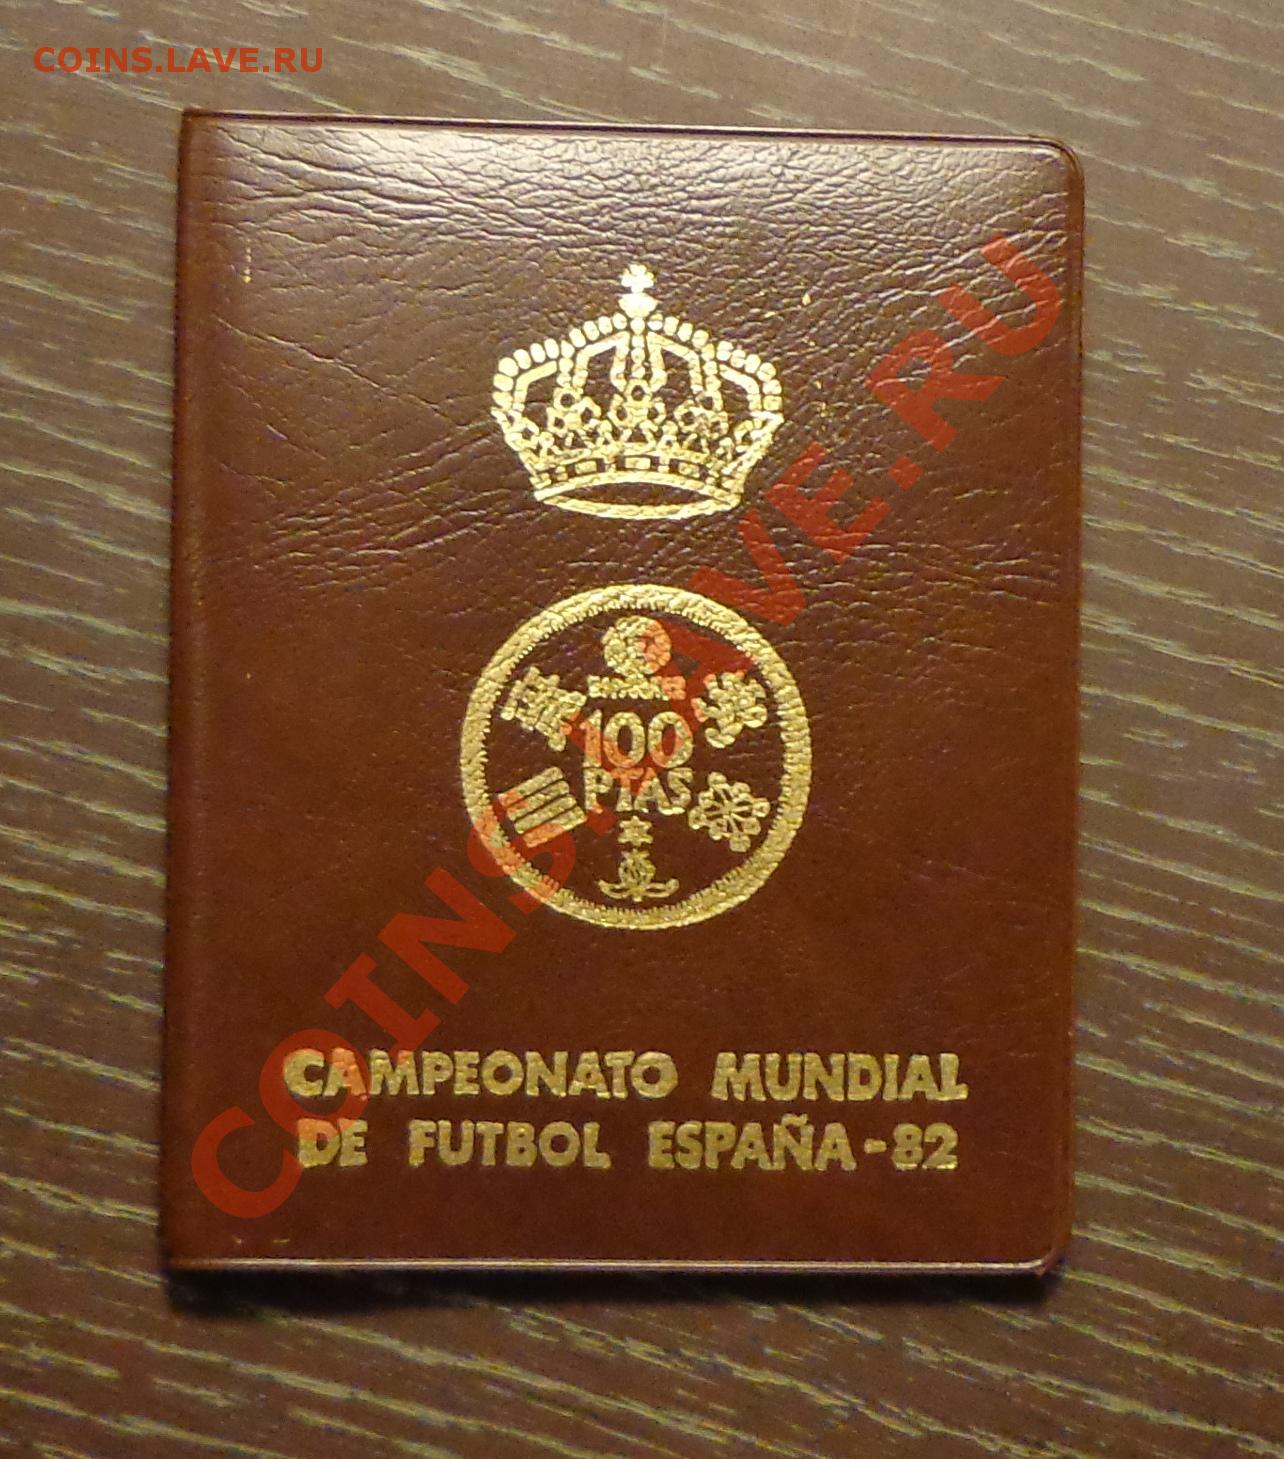 COINS.LAVE.RU
100
PTAS
CAMPEONATO MUNDIAL
DE FUTBOL ESPAÑA-82
COINS.LAVE.RU